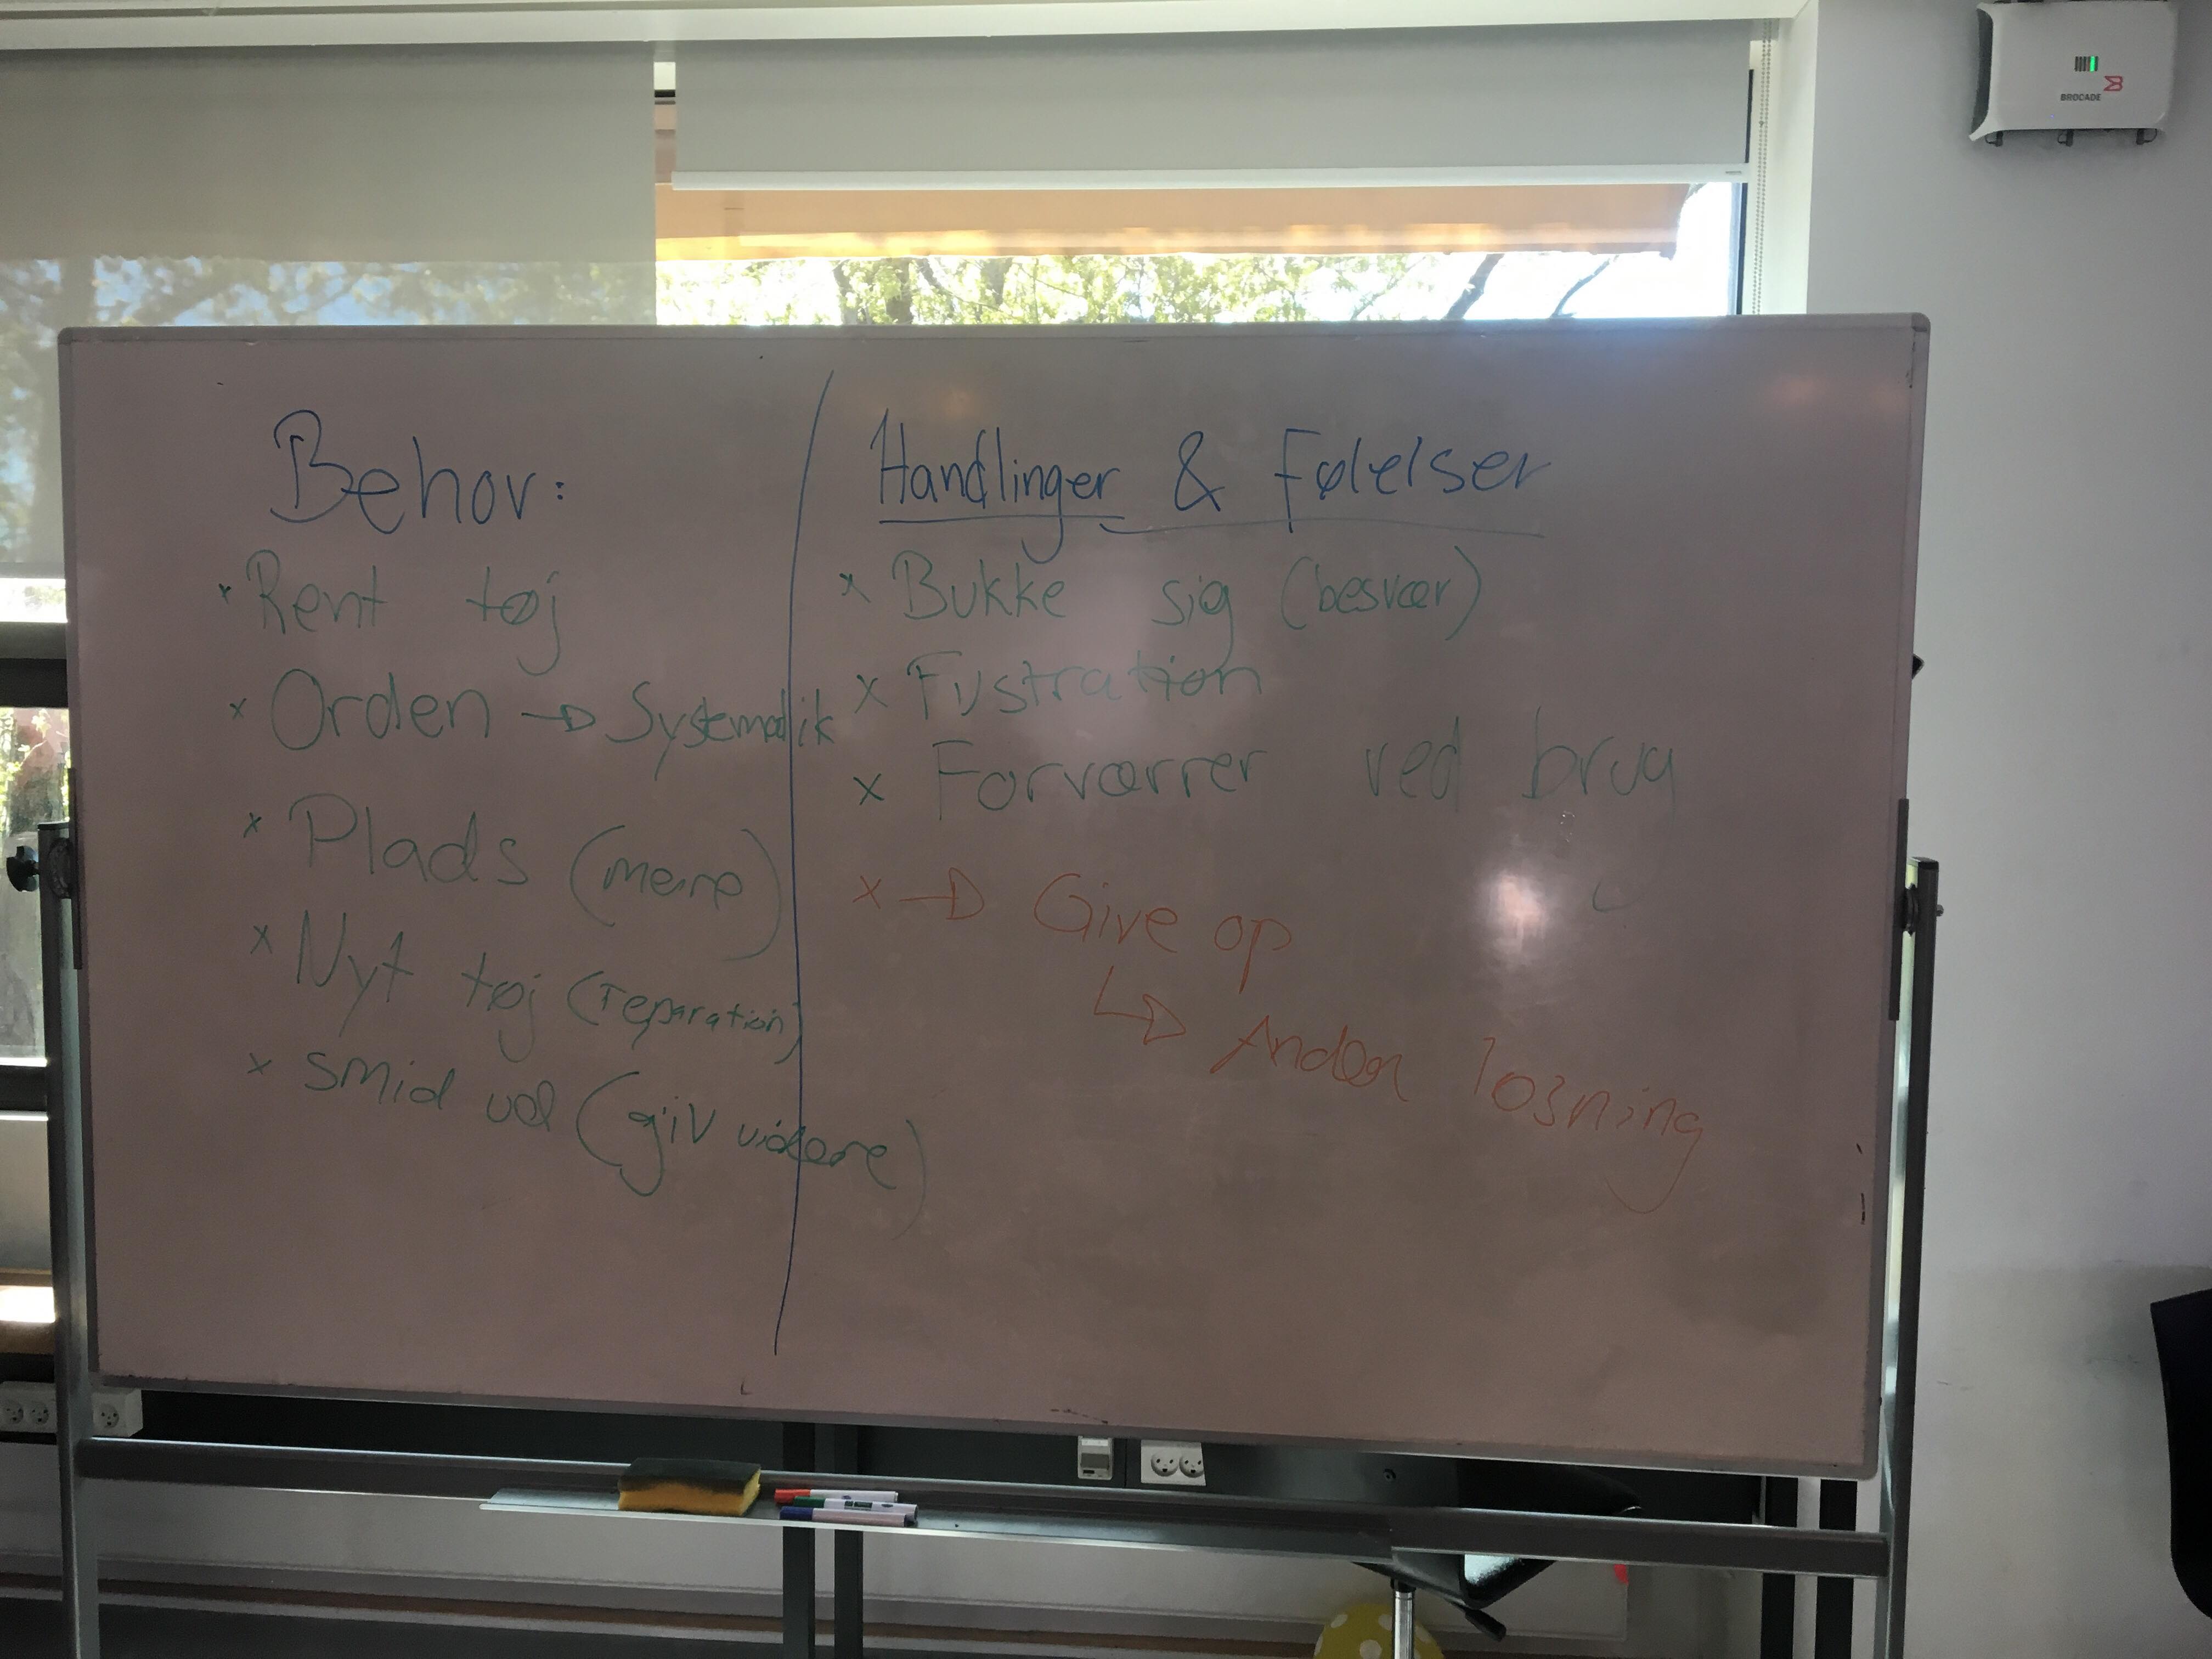 BROCADE
Behov:
x Rent tøj
x Orden → Systematik
x Plads (mere)
x Nyt tøj (reparation)
x smid ud (giv videre)
Handlinger & Følelser
x Bukke sig (besvær)
x Fustration
x Forværrer ved brug
x → Give op
↳ Anden løsning